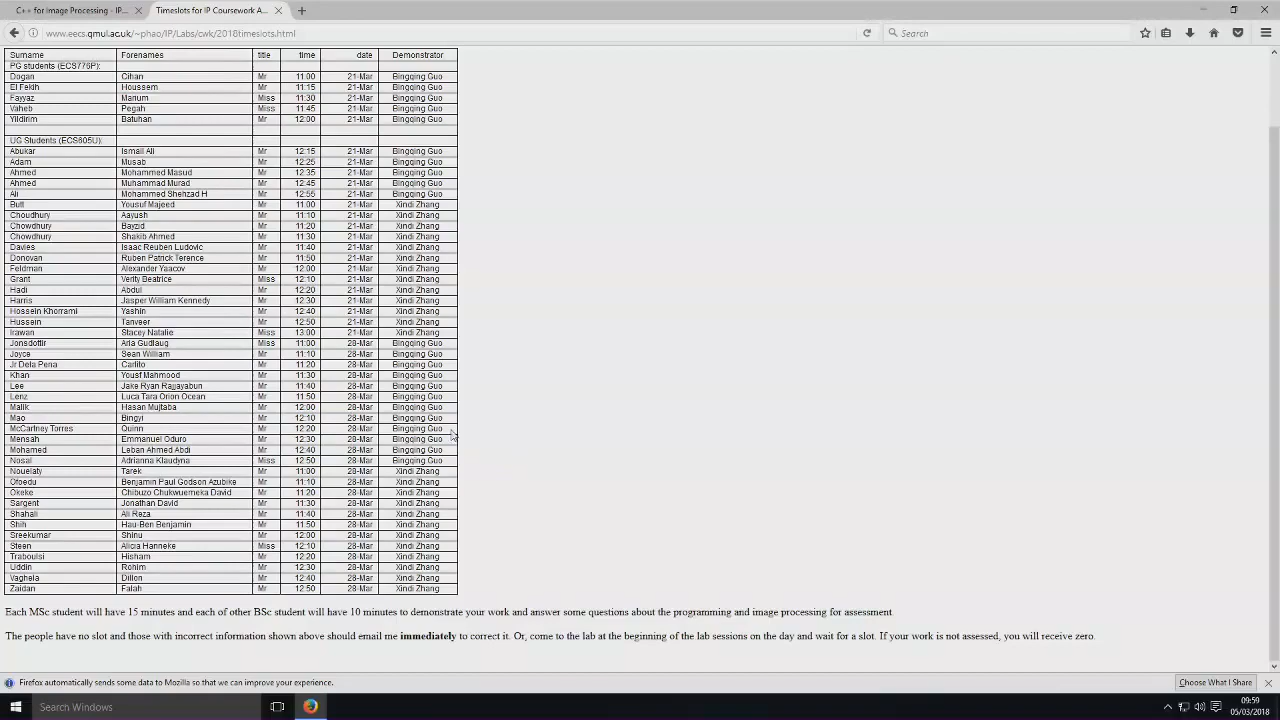 C++ for Image Processing - IP...
Timeslots for IP Coursework A...
www.eecs.qmul.ac.uk/~phao/IP/Labs/cwk/2018timeslots.html
Search
Surname Forenames title time date Demonstrator
PG students (ECS776P):
Dogan Cihan Mr 11:00 21-Mar Bingqing Guo
El Fekih Houssem Mr 11:15 21-Mar Bingqing Guo
Fayyaz Marium Miss 11:30 21-Mar Bingqing Guo
Vaheb Pegah Miss 11:45 21-Mar Bingqing Guo
Yildirim Batuhan Mr 12:00 21-Mar Bingqing Guo
UG Students (ECS605U):
Abukar Ismail Ali Mr 12:15 21-Mar Bingqing Guo
Adam Musab Mr 12:25 21-Mar Bingqing Guo
Ahmed Mohammed Masud Mr 12:35 21-Mar Bingqing Guo
Ahmed Muhammad Murad Mr 12:45 21-Mar Bingqing Guo
Ali Mohammed Shehzad H Mr 12:55 21-Mar Bingqing Guo
Butt Yousuf Majeed Mr 11:00 21-Mar Xindi Zhang
Choudhury Aayush Mr 11:10 21-Mar Xindi Zhang
Chowdhury Bayzid Mr 11:20 21-Mar Xindi Zhang
Chowdhury Shakib Ahmed Mr 11:30 21-Mar Xindi Zhang
Davies Isaac Reuben Ludovic Mr 11:40 21-Mar Xindi Zhang
Donovan Ruben Patrick Terence Mr 11:50 21-Mar Xindi Zhang
Feldman Alexander Yaacov Mr 12:00 21-Mar Xindi Zhang
Grant Verity Beatrice Miss 12:10 21-Mar Xindi Zhang
Hadi Abdul Mr 12:20 21-Mar Xindi Zhang
Harris Jasper William Kennedy Mr 12:30 21-Mar Xindi Zhang
Hossein Khorrami Yashin Mr 12:40 21-Mar Xindi Zhang
Hussein Tanveer Mr 12:50 21-Mar Xindi Zhang
Irawan Stacey Natalie Miss 13:00 21-Mar Xindi Zhang
Jonsdottir Aria Gudlaug Miss 11:00 28-Mar Bingqing Guo
Joyce Sean William Mr 11:10 28-Mar Bingqing Guo
Jr Dela Pena Carlito Mr 11:20 28-Mar Bingqing Guo
Khan Yousf Mahmood Mr 11:30 28-Mar Bingqing Guo
Lee Jake Ryan Rajjayabun Mr 11:40 28-Mar Bingqing Guo
Lenz Luca Tara Orion Ocean Mr 11:50 28-Mar Bingqing Guo
Malik Hasan Mujtaba Mr 12:00 28-Mar Bingqing Guo
Mao Bingyi Mr 12:10 28-Mar Bingqing Guo
McCartney Torres Quinn Mr 12:20 28-Mar Bingqing Guo
Mensah Emmanuel Oduro Mr 12:30 28-Mar Bingqing Guo
Mohamed Leban Ahmed Abdi Mr 12:40 28-Mar Bingqing Guo
Nosal Adrianna Klaudyna Miss 12:50 28-Mar Bingqing Guo
Nouelaty Tarek Mr 11:00 28-Mar Xindi Zhang
Ofoedu Benjamin Paul Godson Azubike Mr 11:10 28-Mar Xindi Zhang
Okeke Chibuzo Chukwuemeka David Mr 11:20 28-Mar Xindi Zhang
Sargent Jonathan David Mr 11:30 28-Mar Xindi Zhang
Shahali Ali Reza Mr 11:40 28-Mar Xindi Zhang
Shih Hau-Ben Benjamin Mr 11:50 28-Mar Xindi Zhang
Sreekumar Shinu Mr 12:00 28-Mar Xindi Zhang
Steen Alicia Hanneke Miss 12:10 28-Mar Xindi Zhang
Traboulsi Hisham Mr 12:20 28-Mar Xindi Zhang
Uddin Rohim Mr 12:30 28-Mar Xindi Zhang
Vaghela Dillon Mr 12:40 28-Mar Xindi Zhang
Zaidan Falah Mr 12:50 28-Mar Xindi Zhang
Each MSc student will have 15 minutes and each of other BSc student will have 10 minutes to demonstrate your work and answer some questions about the programming and image processing for assessment.
The people have no slot and those with incorrect information shown above should email me immediately to correct it. Or, come to the lab at the beginning of the lab sessions on the day and wait for a slot. If your work is not assessed, you will receive zero.
Firefox automatically sends some data to Mozilla so that we can improve your experience.
Choose What I Share
Search Windows
09:59
05/03/2018